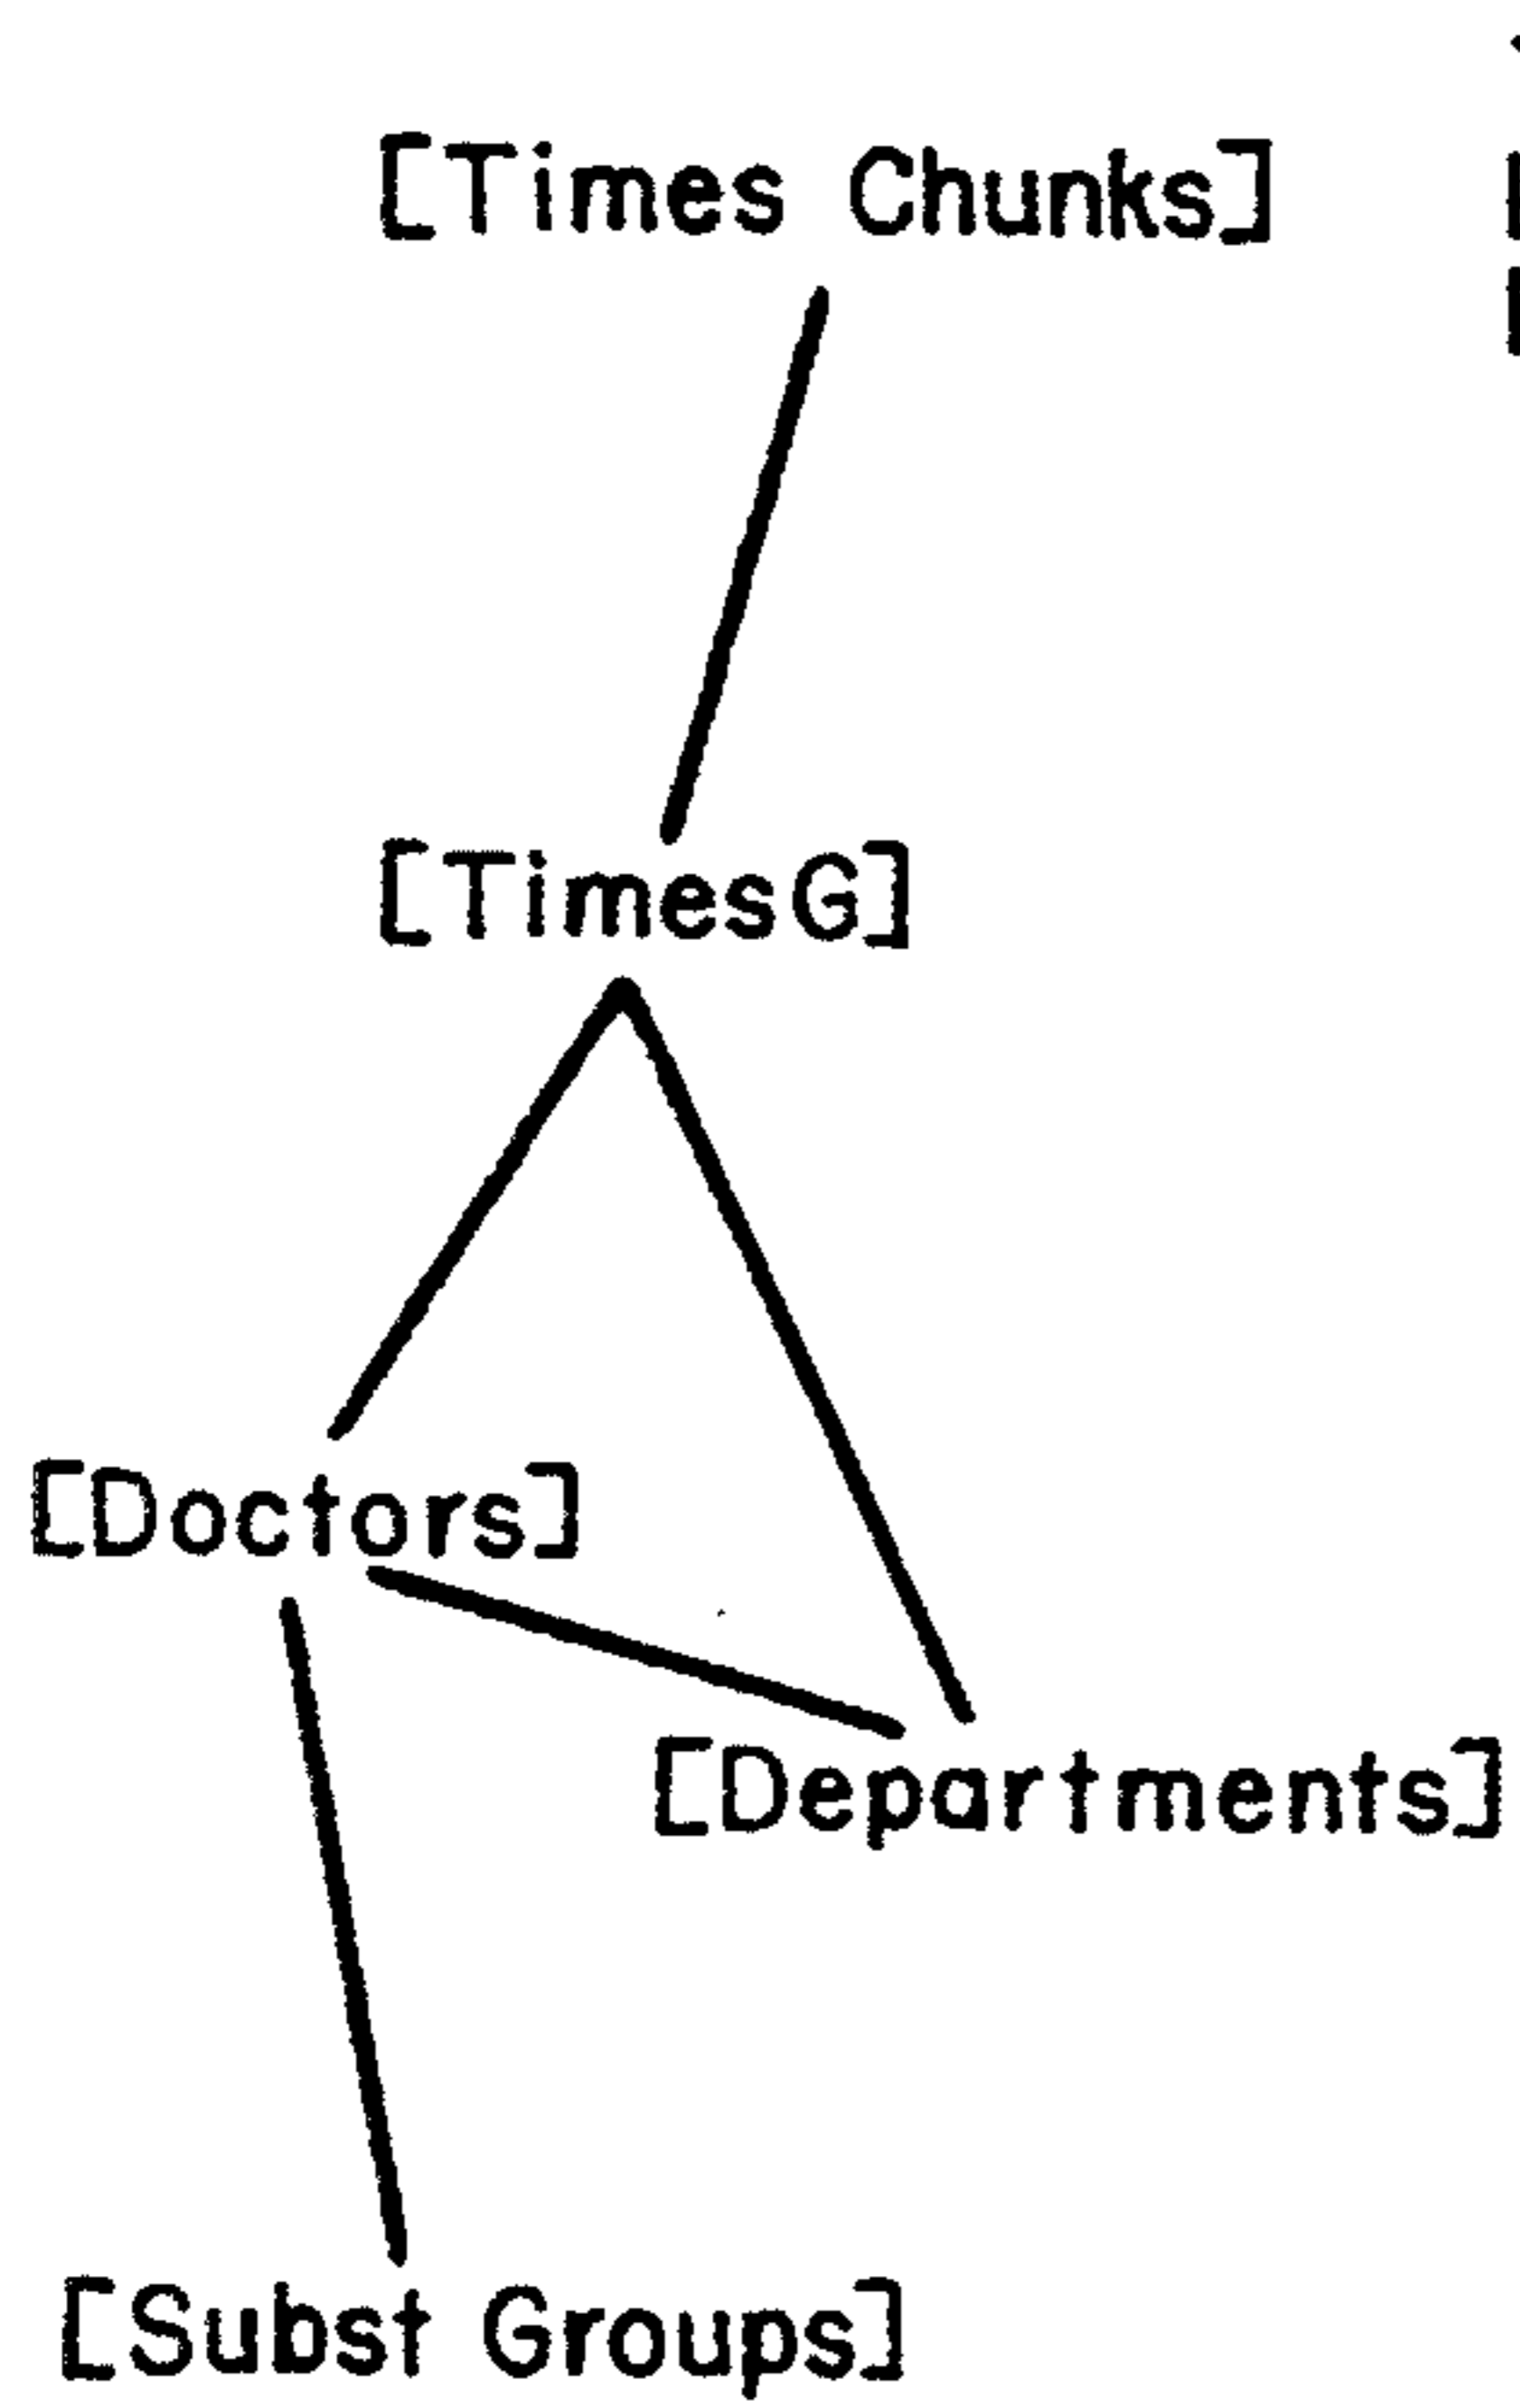 [Times Chunks]
[TimesG]
[Doctors]
[Departments]
[Subst Groups]